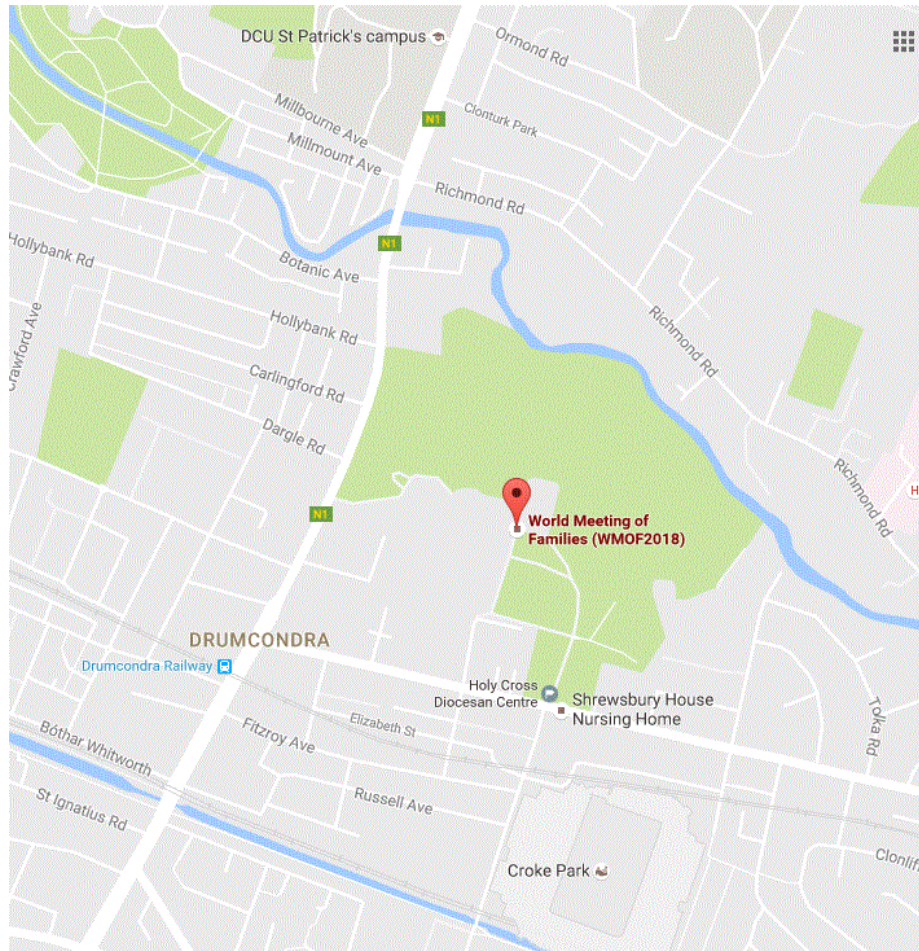 DCU St Patrick's campus
Ormond Rd
Millbourne Ave
Clonturk Park
N1
Millmount Ave
Richmond Rd
N1
Hollybank Rd
Botanic Ave
Crawford Ave
Hollybank Rd
Richmond Rd
Carlingford Rd
Dargle Rd
Richmond Rd
H
N1
World Meeting of
Families (WMOF2018)
DRUMCONDRA
Drumcondra Railway
Holy Cross
Diocesan Centre
Shrewsbury House
Nursing Home
Tolka Rd
Elizabeth St
Fitzroy Ave
Bóthar Whitworth
Russell Ave
St Ignatius Rd
Croke Park
Clonliff